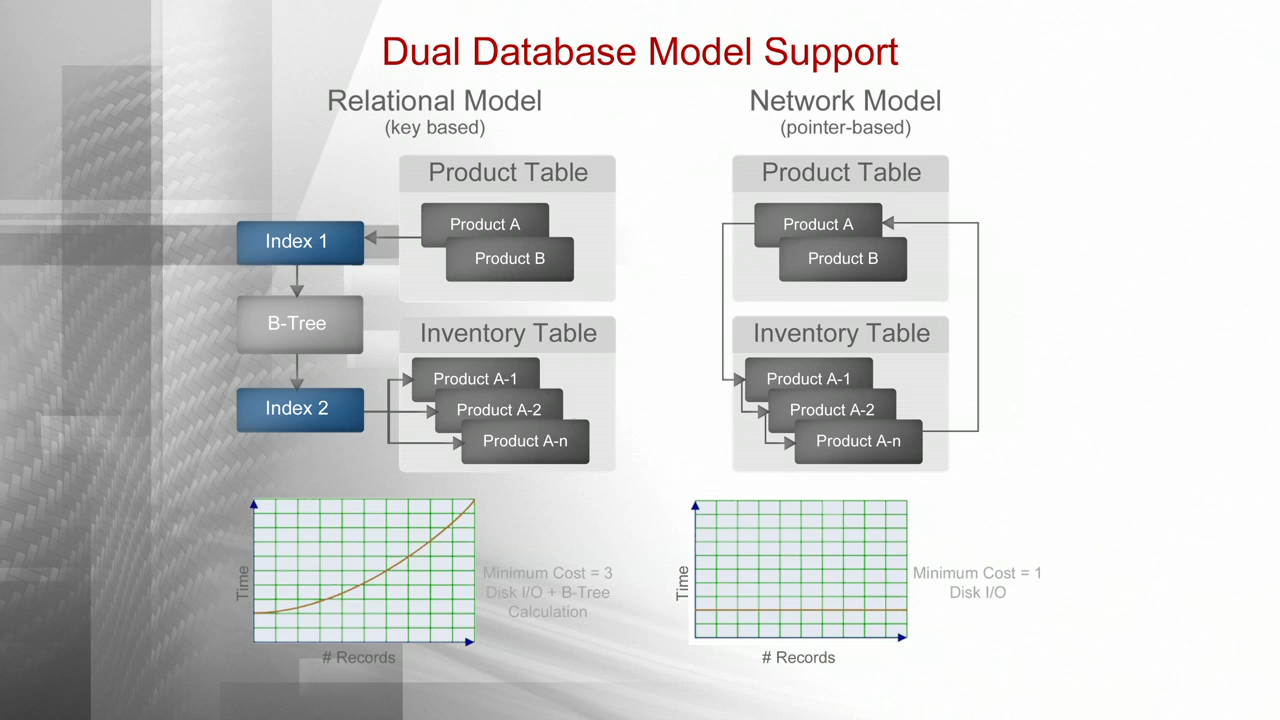 Dual Database Model Support
Relational Model
(key based)
Product Table
Product A
Product B
Index 1
B-Tree
Index 2
Inventory Table
Product A-1
Product A-2
Product A-n
Time
# Records
Minimum Cost = 3
Disk I/O + B-Tree
Calculation
Network Model
(pointer-based)
Product Table
Product A
Product B
Inventory Table
Product A-1
Product A-2
Product A-n
Time
# Records
Minimum Cost = 1
Disk I/O